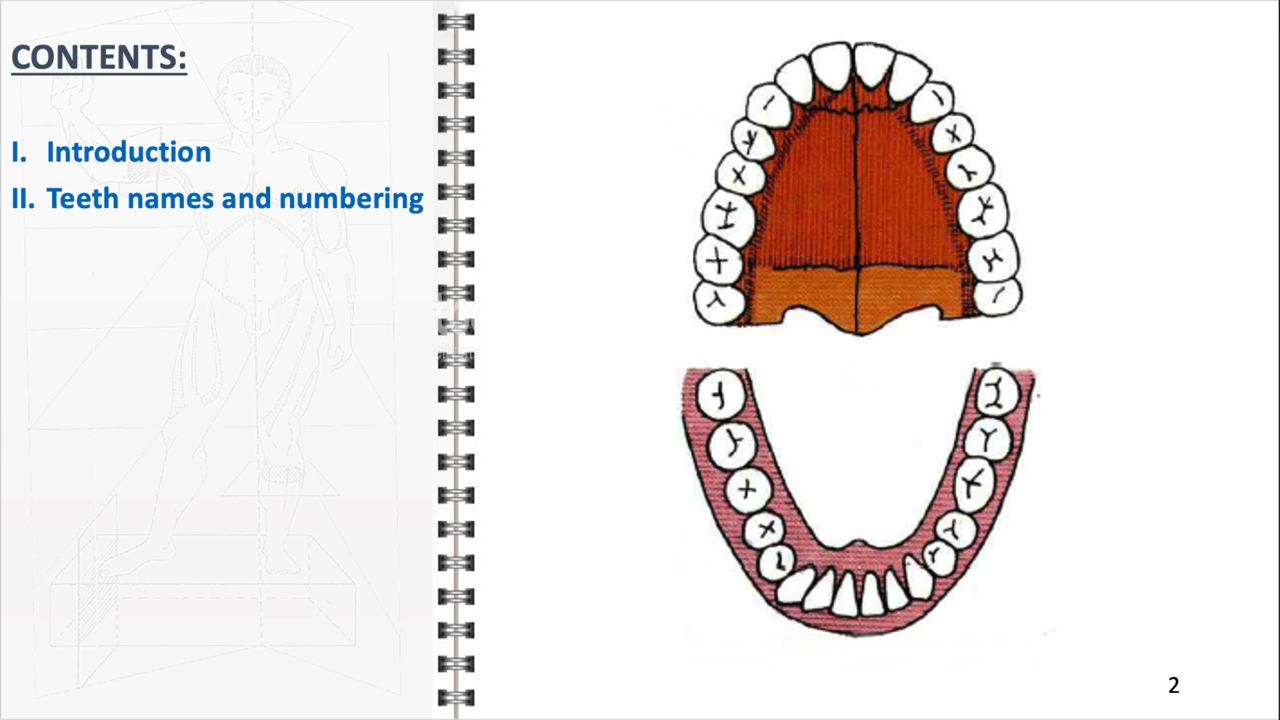 CONTENTS:
I. Introduction
II. Teeth names and numbering
2